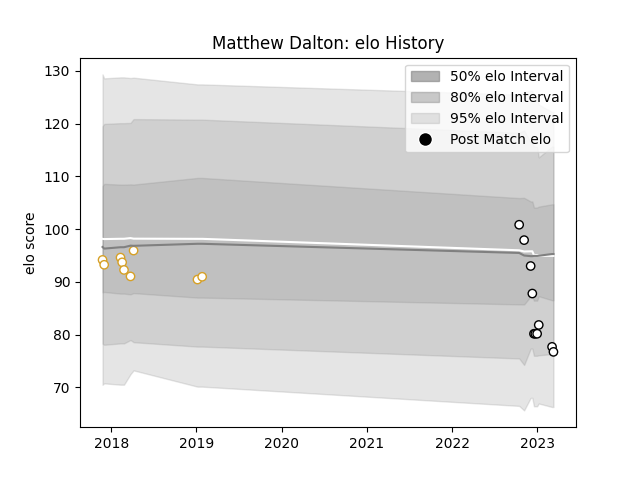 Matthew Dalton: elo History
50% elo Interval
80% elo Interval
95% elo Interval
Post Match elo
elo score
130
120
110
100
90
80
70
2018
2019
2020
2021
2022
2023